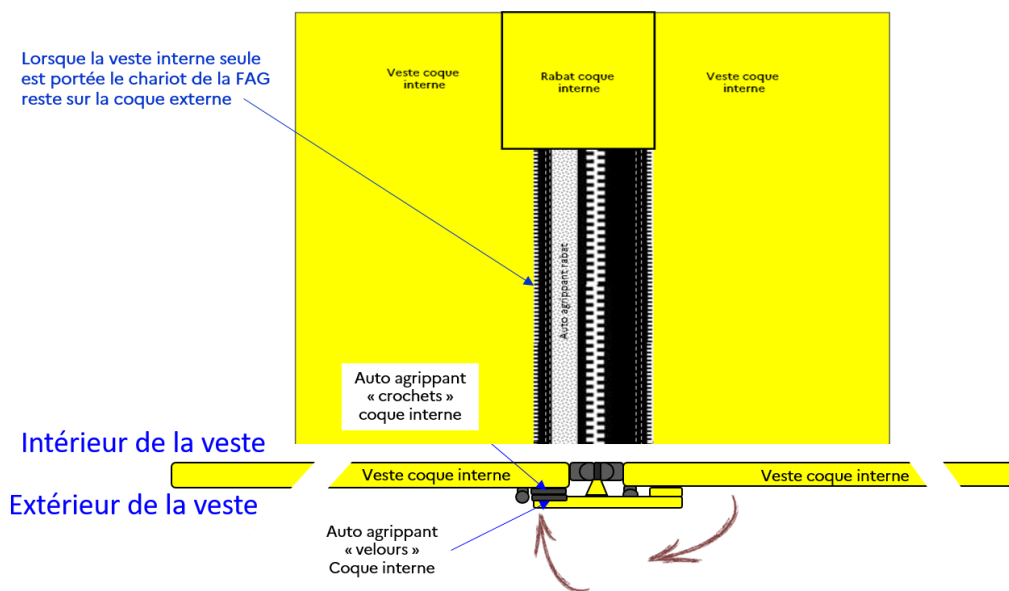 Lorsque la veste interne seule
est portée le chariot de la FAG
reste sur la coque externe
Veste coque
interne
Rabat coque
interne
Veste coque
interne
Auto agrippant rabat
Auto agrippant
« crochets »
coque interne
Intérieur de la veste
Veste coque interne
Veste coque interne
Extérieur de la veste
Auto agrippant
« velours »
Coque interne